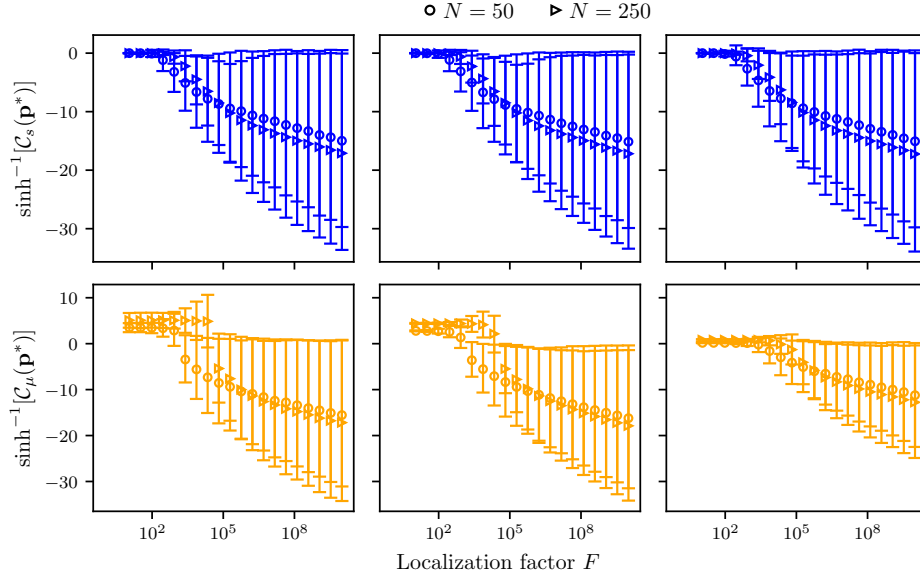 N = 50 N = 250
sinh⁻¹[𝒞ₛ(p*)]
0
−10
−20
−30
sinh⁻¹[𝒞_μ(p*)]
10
0
−10
−20
−30
10² 10⁵ 10⁸ 10² 10⁵ 10⁸ 10² 10⁵ 10⁸
Localization factor F